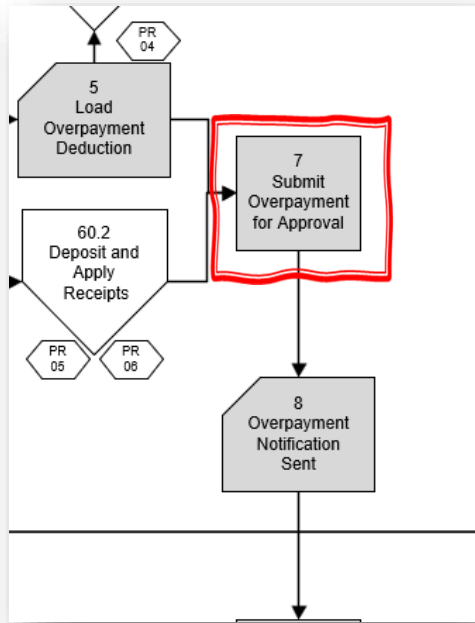 PR
04
5
Load
Overpayment
Deduction
7
Submit
Overpayment
for Approval
60.2
Deposit and
Apply
Receipts
PR
05
PR
06
8
Overpayment
Notification
Sent